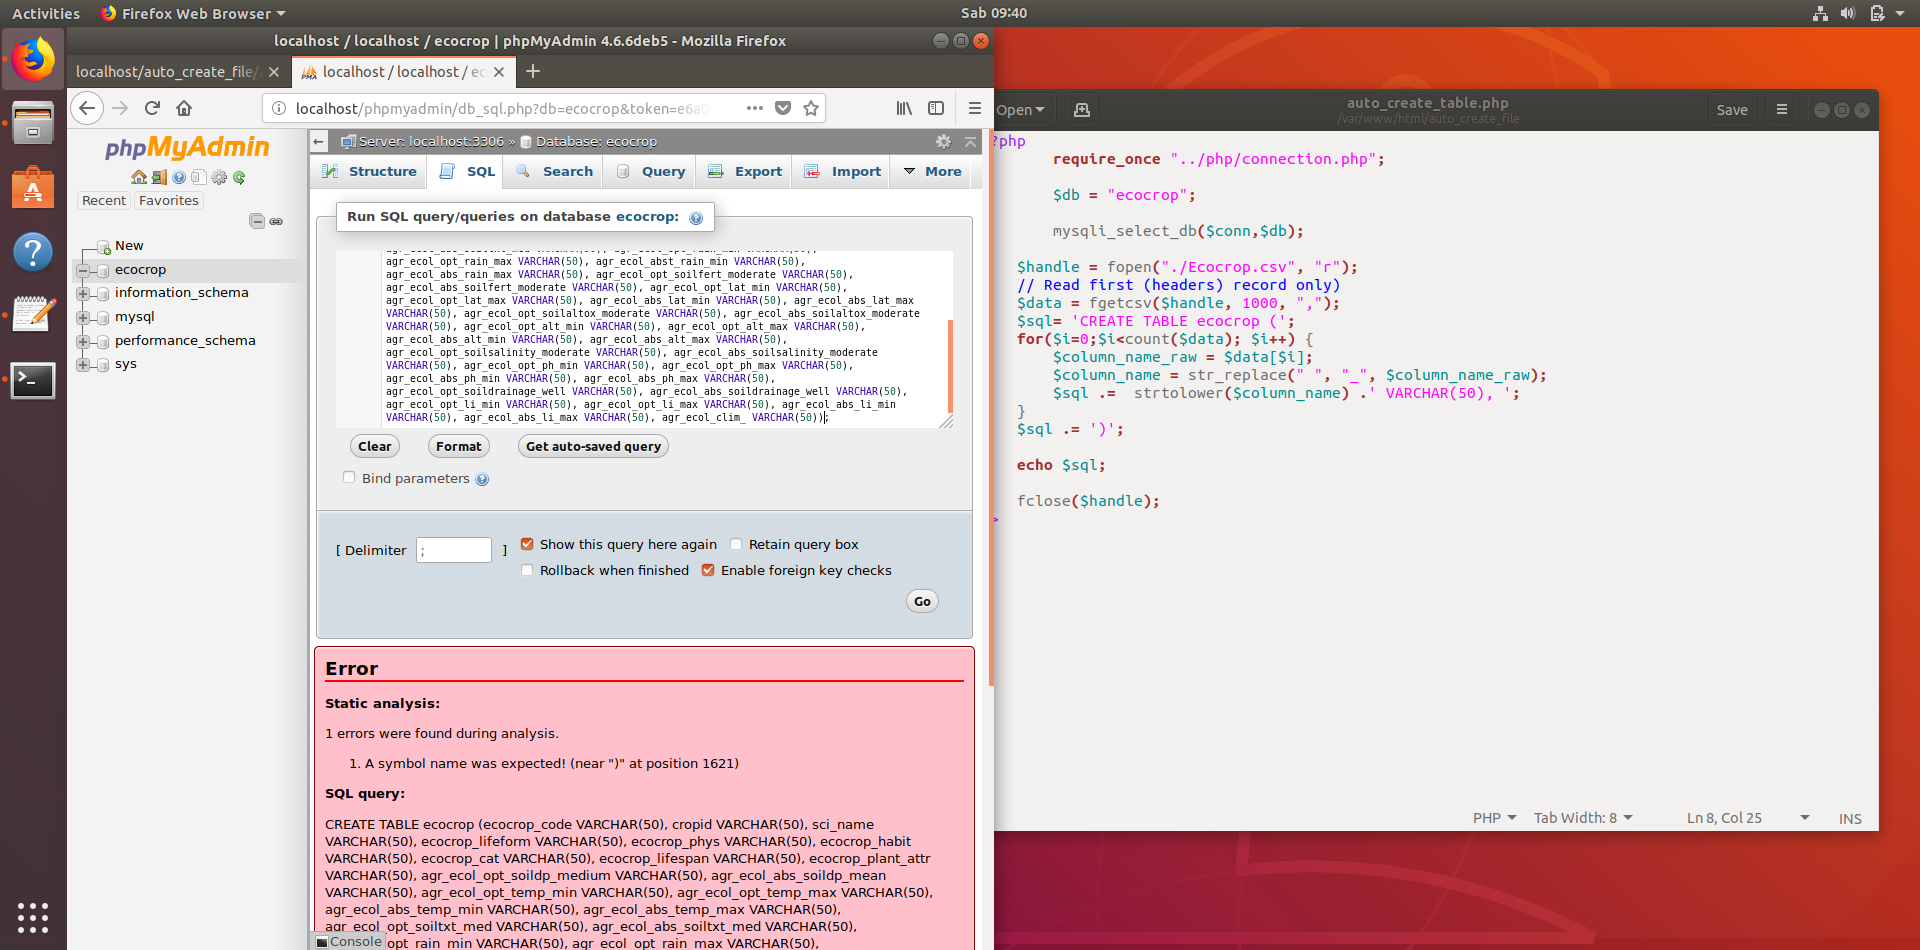 Activities
Firefox Web Browser
Sab 09:40
localhost / localhost / ecocrop | phpMyAdmin 4.6.6deb5 - Mozilla Firefox
localhost/auto_create_file/
localhost / localhost / ec
localhost/phpmyadmin/db_sql.php?db=ecocrop&token=e6a0
phpMyAdmin
Recent
Favorites
New
ecocrop
information_schema
mysql
performance_schema
sys
Server: localhost:3306 » Database: ecocrop
Structure
SQL
Search
Query
Export
Import
More
Run SQL query/queries on database ecocrop:
agr_ecol_opt_rain_max VARCHAR(50), agr_ecol_abst_rain_min VARCHAR(50),
agr_ecol_abs_rain_max VARCHAR(50), agr_ecol_opt_soilfert_moderate VARCHAR(50),
agr_ecol_abs_soilfert_moderate VARCHAR(50), agr_ecol_opt_lat_min VARCHAR(50),
agr_ecol_opt_lat_max VARCHAR(50), agr_ecol_abs_lat_min VARCHAR(50), agr_ecol_abs_lat_max
VARCHAR(50), agr_ecol_opt_soilaltox_moderate VARCHAR(50), agr_ecol_abs_soilaltox_moderate
VARCHAR(50), agr_ecol_opt_alt_min VARCHAR(50), agr_ecol_opt_alt_max VARCHAR(50),
agr_ecol_abs_alt_min VARCHAR(50), agr_ecol_abs_alt_max VARCHAR(50),
agr_ecol_opt_soilsalinity_moderate VARCHAR(50), agr_ecol_abs_soilsalinity_moderate
VARCHAR(50), agr_ecol_opt_ph_min VARCHAR(50), agr_ecol_opt_ph_max VARCHAR(50),
agr_ecol_abs_ph_min VARCHAR(50), agr_ecol_abs_ph_max VARCHAR(50),
agr_ecol_opt_soildrainage_well VARCHAR(50), agr_ecol_abs_soildrainage_well VARCHAR(50),
agr_ecol_opt_li_min VARCHAR(50), agr_ecol_opt_li_max VARCHAR(50), agr_ecol_abs_li_min
VARCHAR(50), agr_ecol_abs_li_max VARCHAR(50), agr_ecol_clim_ VARCHAR(50));
Clear
Format
Get auto-saved query
Bind parameters
[ Delimiter ; ]
Show this query here again
Retain query box
Rollback when finished
Enable foreign key checks
Go
Error
Static analysis:
1 errors were found during analysis.
1. A symbol name was expected! (near ")" at position 1621)
SQL query:
CREATE TABLE ecocrop (ecocrop_code VARCHAR(50), cropid VARCHAR(50), sci_name
VARCHAR(50), ecocrop_lifeform VARCHAR(50), ecocrop_phys VARCHAR(50), ecocrop_habit
VARCHAR(50), ecocrop_cat VARCHAR(50), ecocrop_lifespan VARCHAR(50), ecocrop_plant_attr
VARCHAR(50), agr_ecol_opt_soildp_medium VARCHAR(50), agr_ecol_abs_soildp_mean
VARCHAR(50), agr_ecol_opt_temp_min VARCHAR(50), agr_ecol_opt_temp_max VARCHAR(50),
agr_ecol_abs_temp_min VARCHAR(50), agr_ecol_abs_temp_max VARCHAR(50),
agr_ecol_opt_soiltxt_med VARCHAR(50), agr_ecol_abs_soiltxt_med VARCHAR(50),
opt_rain_min VARCHAR(50), agr_ecol_opt_rain_max VARCHAR(50),
Console
Open
auto_create_table.php
/var/www/html/auto_create_file
Save
?php
require_once "../php/connection.php";
$db = "ecocrop";
mysqli_select_db($conn,$db);
$handle = fopen("./Ecocrop.csv", "r");
// Read first (headers) record only)
$data = fgetcsv($handle, 1000, ",");
$sql= 'CREATE TABLE ecocrop (';
for($i=0;$i<count($data); $i++) {
$column_name_raw = $data[$i];
$column_name = str_replace(" ", "_", $column_name_raw);
$sql .=  strtolower($column_name) .' VARCHAR(50), ';
}
$sql .= ')';
echo $sql;
fclose($handle);
>
PHP
Tab Width: 8
Ln 8, Col 25
INS